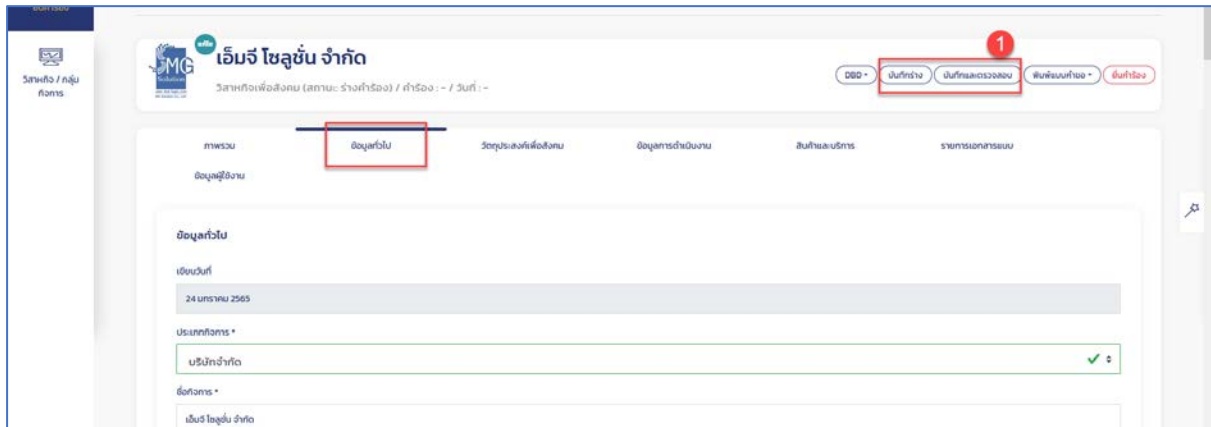 ยื่นคำร้อง
วิสาหกิจ / กลุ่ม
กิจการ
MG
แก้ไข
เอ็มจี โซลูชั่น จำกัด
วิสาหกิจเพื่อสังคม (สถานะ: ร่างคำร้อง) / คำร้อง : - / วันที่ : -
1
DBD
บันทึกร่าง
บันทึกและตรวจสอบ
พิมพ์แบบคำขอ
ยื่นคำร้อง
ภาพรวม
ข้อมูลทั่วไป
วัตถุประสงค์เพื่อสังคม
ข้อมูลการดำเนินงาน
สินค้าและบริการ
รายการเอกสารแนบ
ข้อมูลผู้ใช้งาน
ข้อมูลทั่วไป
เขียนวันที่
24 มกราคม 2565
ประเภทกิจการ *
บริษัทจำกัด
ชื่อกิจการ *
เอ็มจี โซลูชั่น จำกัด